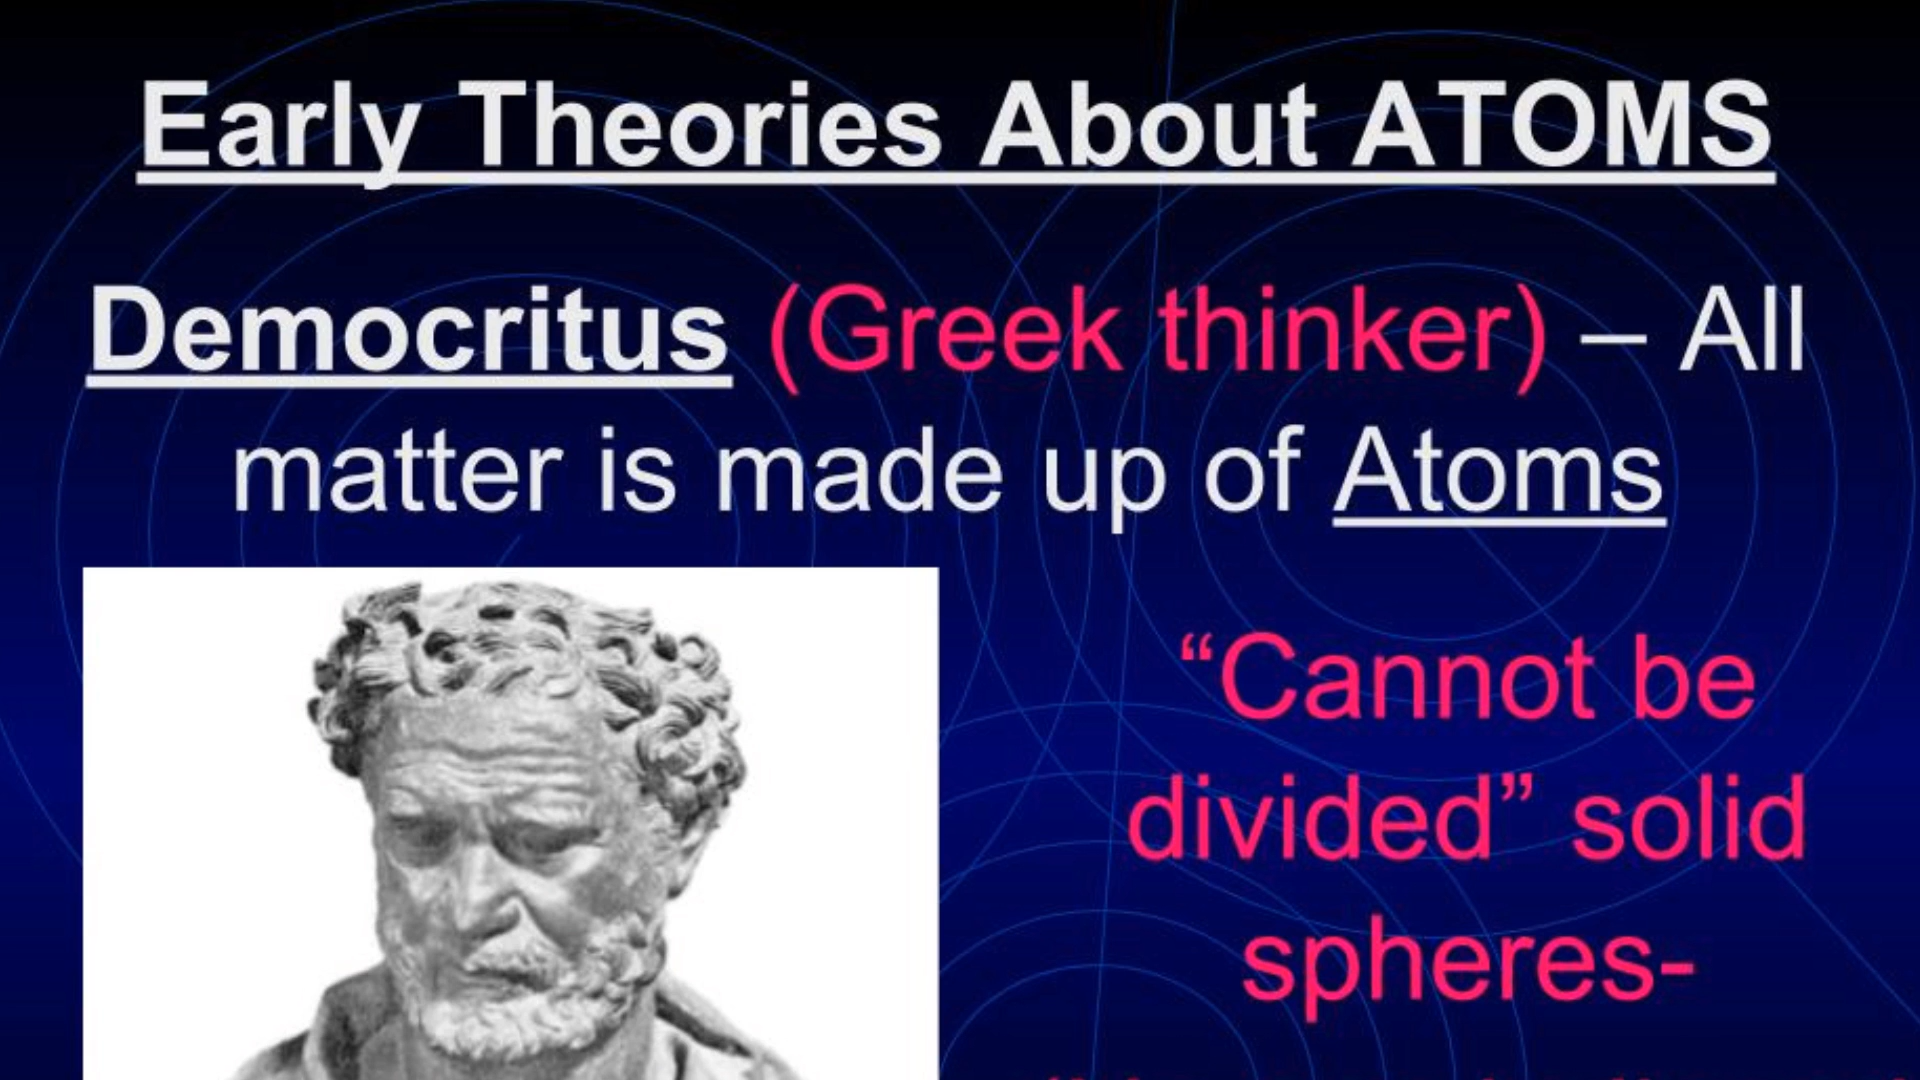 Early Theories About ATOMS
Democritus (Greek thinker) – All
matter is made up of Atoms
“Cannot be
divided” solid
spheres-